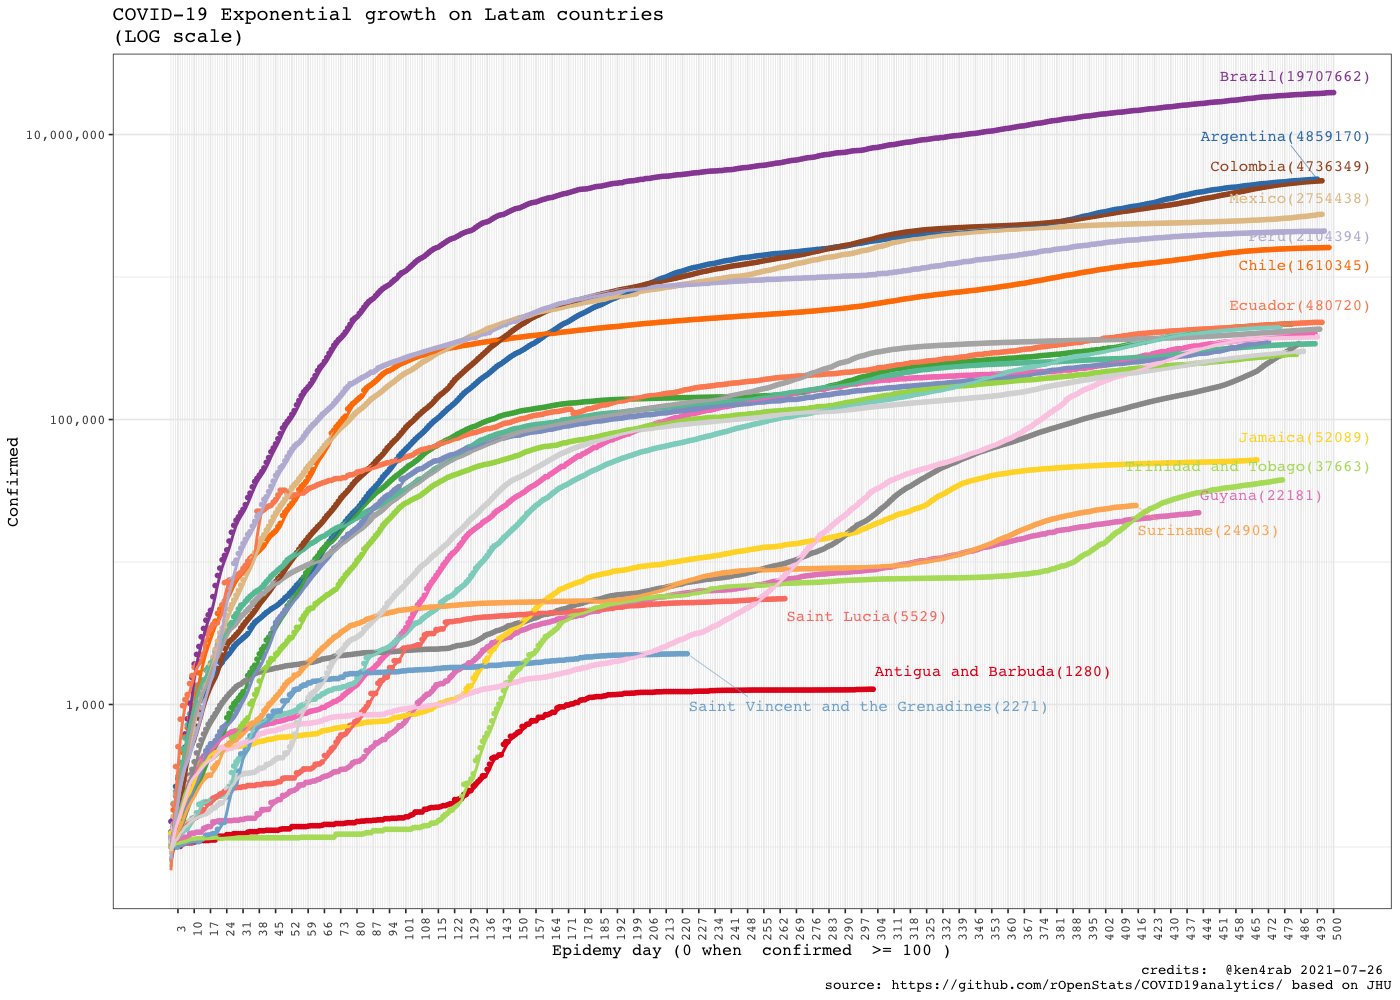 COVID-19 Exponential growth on Latam countries
(LOG scale)
Brazil(19707662)
10,000,000
Argentina(4859170)
Colombia(4736349)
Mexico(2754438)
Peru(2104394)
Chile(1610345)
Ecuador(480720)
100,000
Jamaica(52089)
Trinidad and Tobago(37663)
Guyana(22181)
Suriname(24903)
Saint Lucia(5529)
Antigua and Barbuda(1280)
Saint Vincent and the Grenadines(2271)
1,000
Confirmed
3 10 17 24 31 38 45 52 59 66 73 80 87 94 101 108 115 122 129 136 143 150 157 164 171 178 185 192 199 206 213 220 227 234 241 248 255 262 269 276 283 290 297 304 311 318 325 332 339 346 353 360 367 374 381 388 395 402 409 416 423 430 437 444 451 458 465 472 479 486 493 500
Epidemy day (0 when confirmed >= 100 )
credits: @ken4rab 2021-07-26
source: https://github.com/rOpenStats/COVID19analytics/ based on JHU